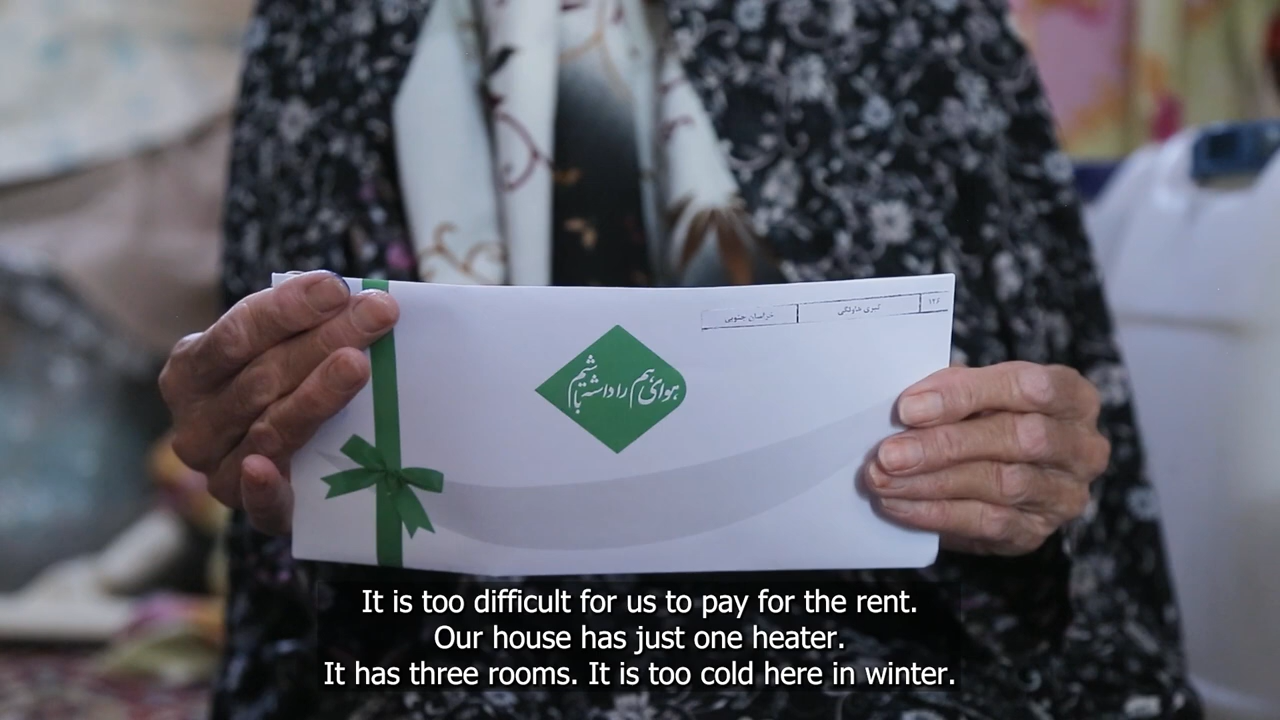 خراسان جنوبی
۱۲۶
هوای هم را داشته باشیم
It is too difficult for us to pay for the rent.
Our house has just one heater.
It has three rooms. It is too cold here in winter.